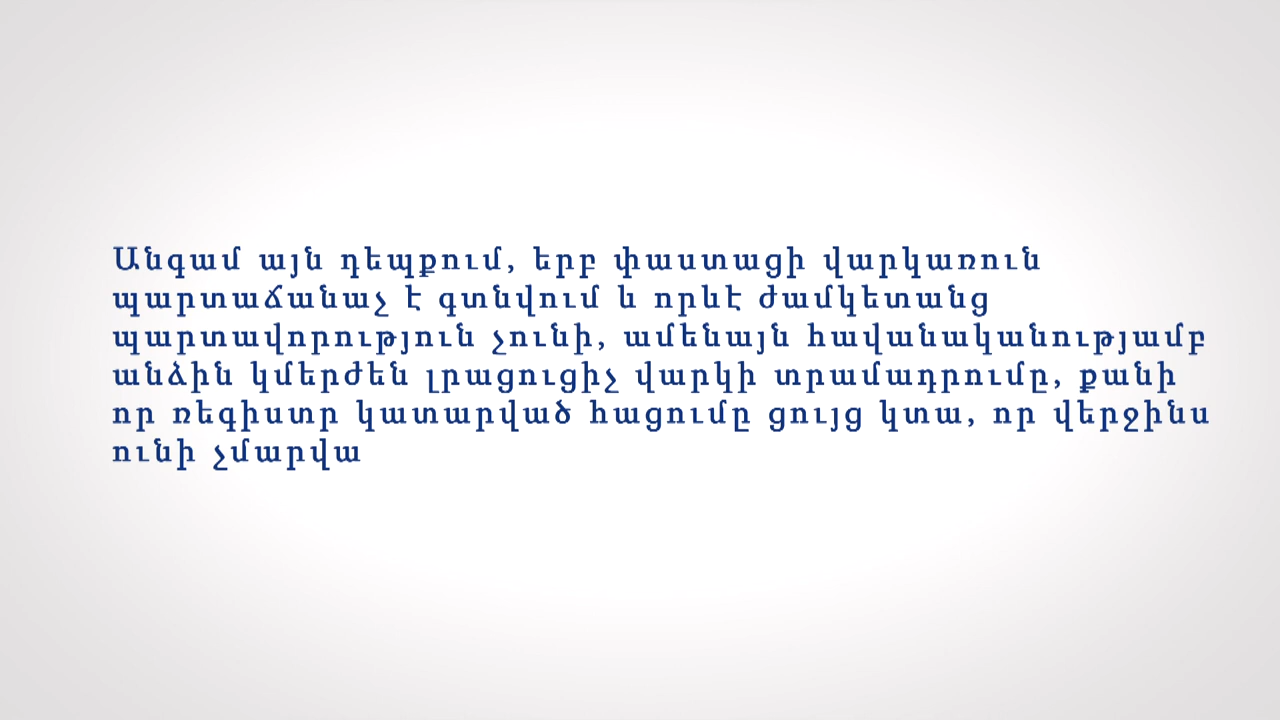 Անգամ այն դեպքում, երբ փաստացի վարկառուն
պարտաճանաչ է գտնվում և որևէ ժամկետանց
պարտավորություն չունի, ամենայն հավանականությամբ
անձին կմերժեն լրացուցիչ վարկի տրամադրումը, քանի
որ ռեգիստր կատարված հացումը ցույց կտա, որ վերջինս
ունի չմարվա